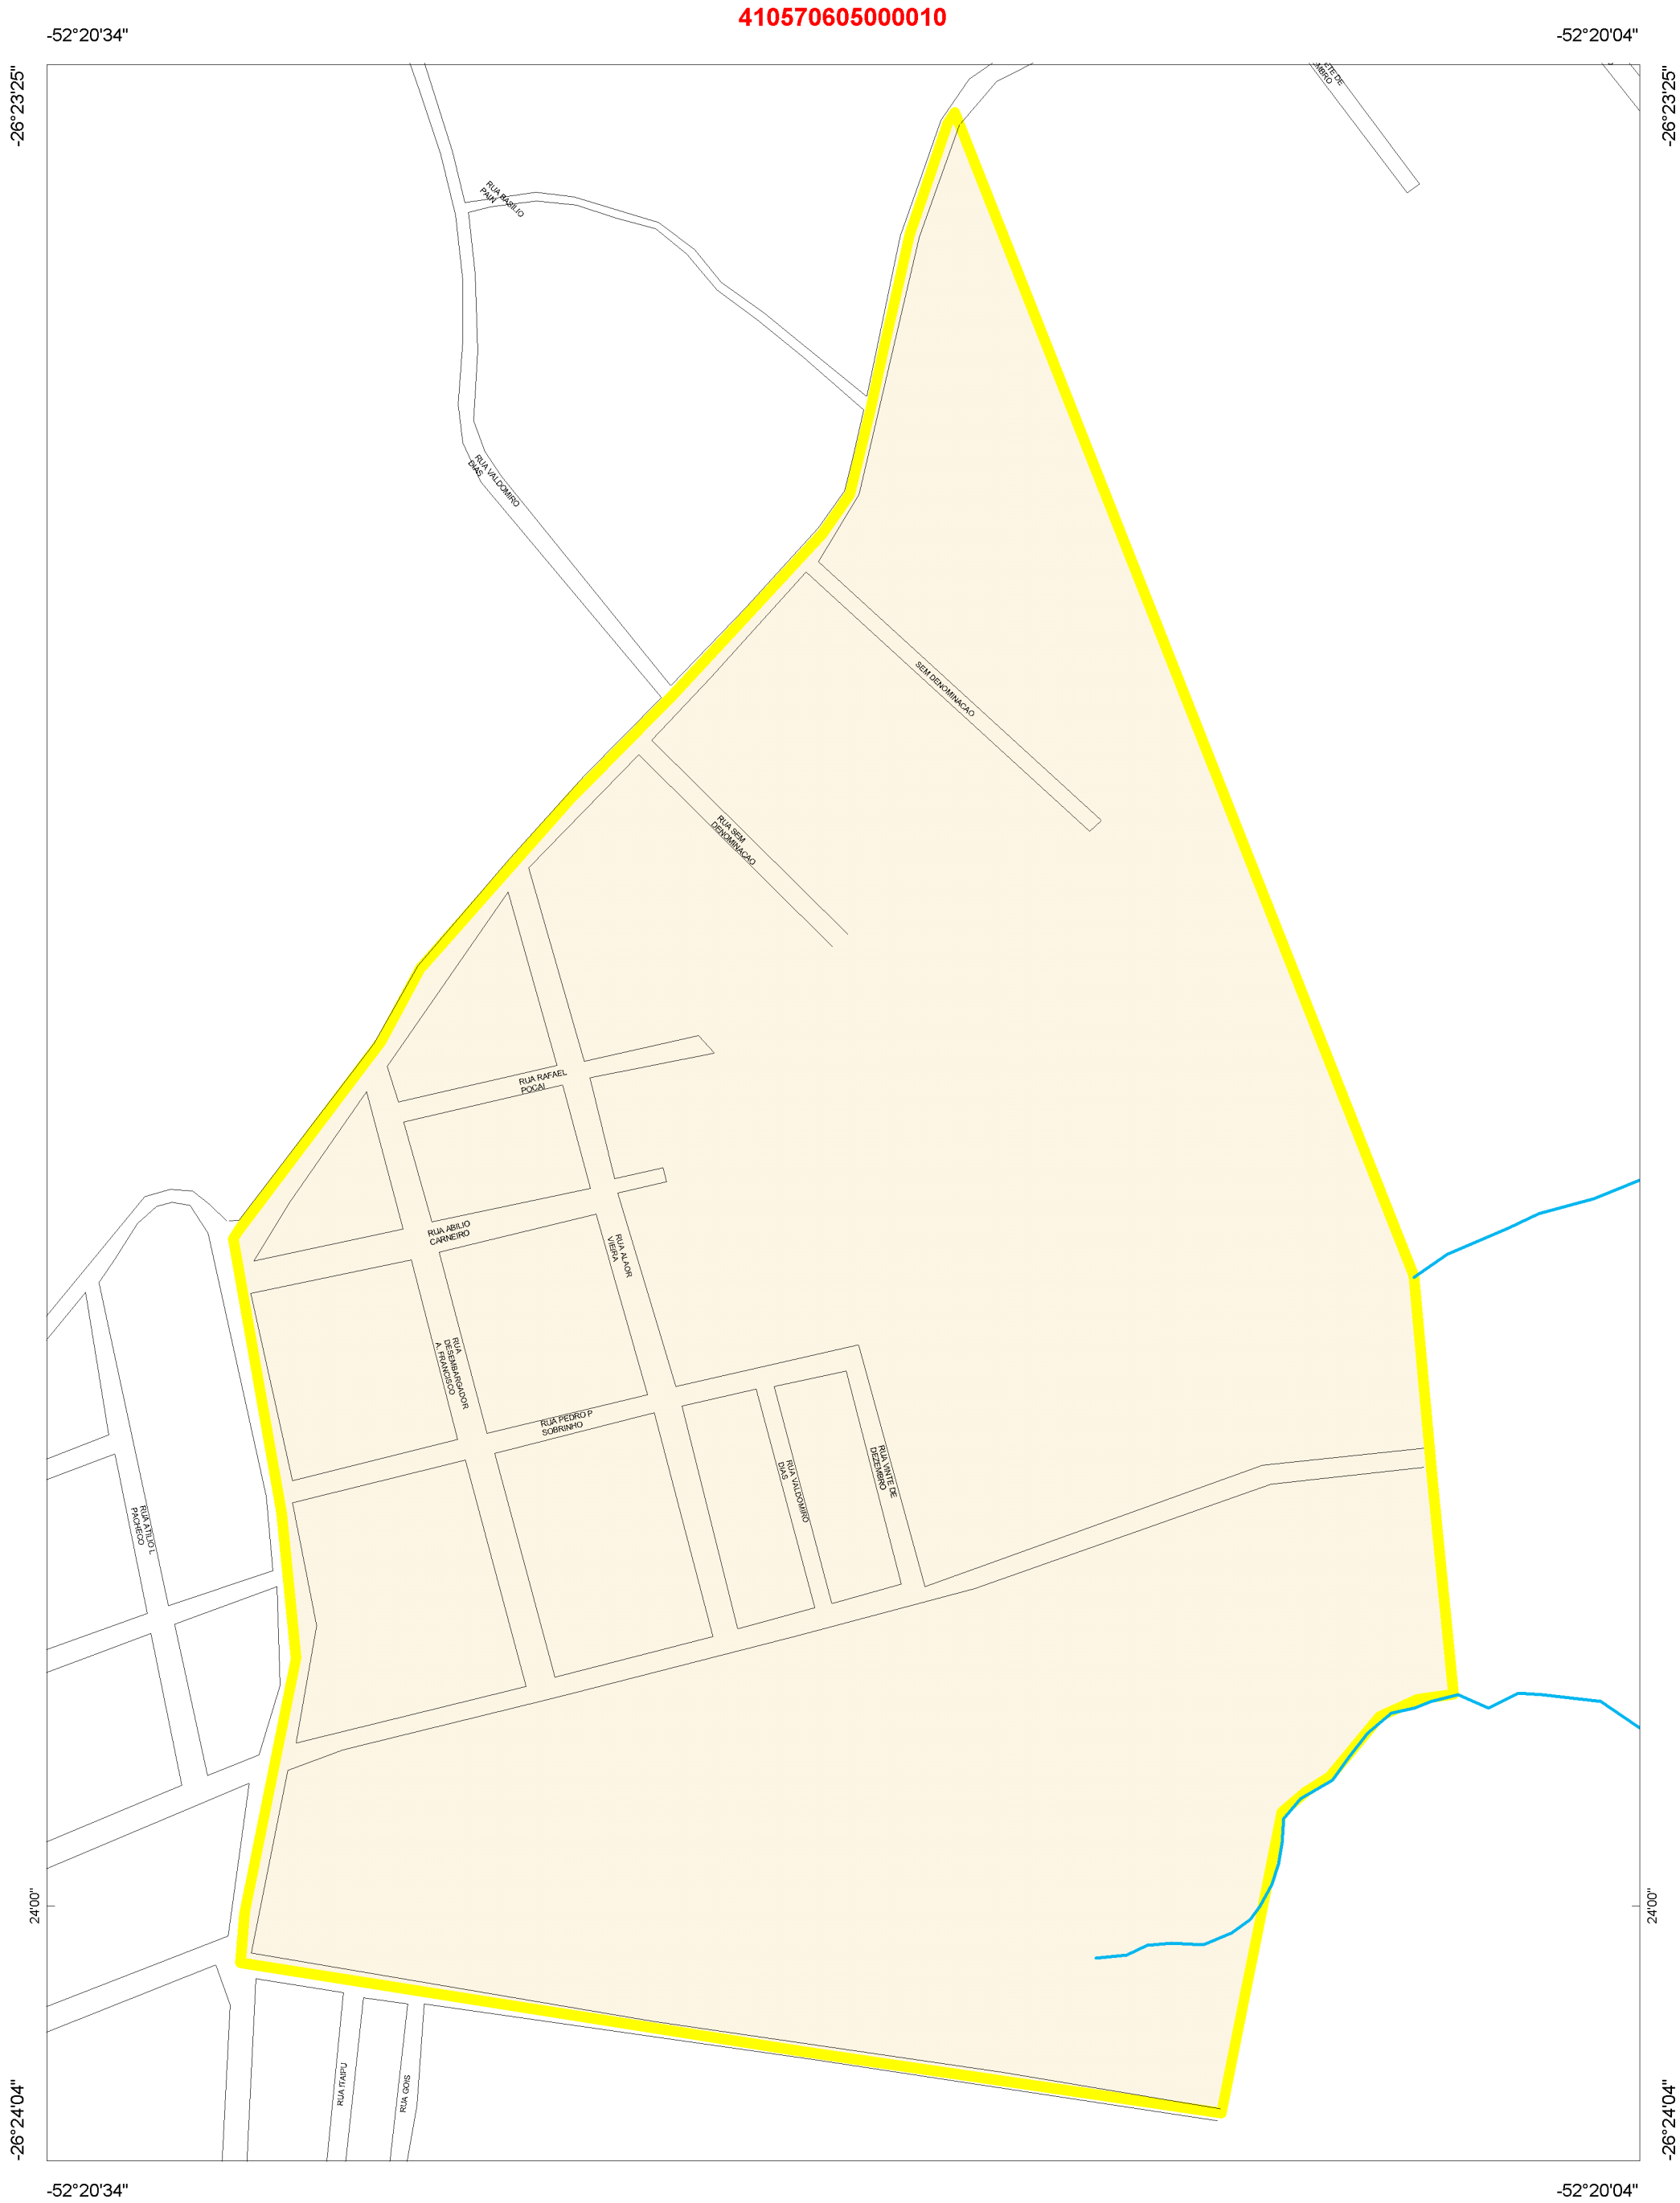 410570605000010
-52°20'34"
-52°20'04"
-26°23'25"
-26°23'25"
MBRO
RUA BASILIO
PAIN
RUA VALDOMIRO
DIAS
SEM DENOMINACAO
RUA SEM
DENOMINACAO
RUA RAFAEL
POCAI
RUA ABILIO
CARNEIRO
RUA ALAOR
VIEIRA
RUA
DESEMBARGADOR
A. FRANCISCO
RUA PEDRO P
SOBRINHO
RUA VINTE DE
DEZEMBRO
RUA VALDOMIRO
DIAS
RUA ATILIO L
PACHECO
24'00"
24'00"
RUA ITAIPU
RUA GOIS
-26°24'04"
-26°24'04"
-52°20'34"
-52°20'04"